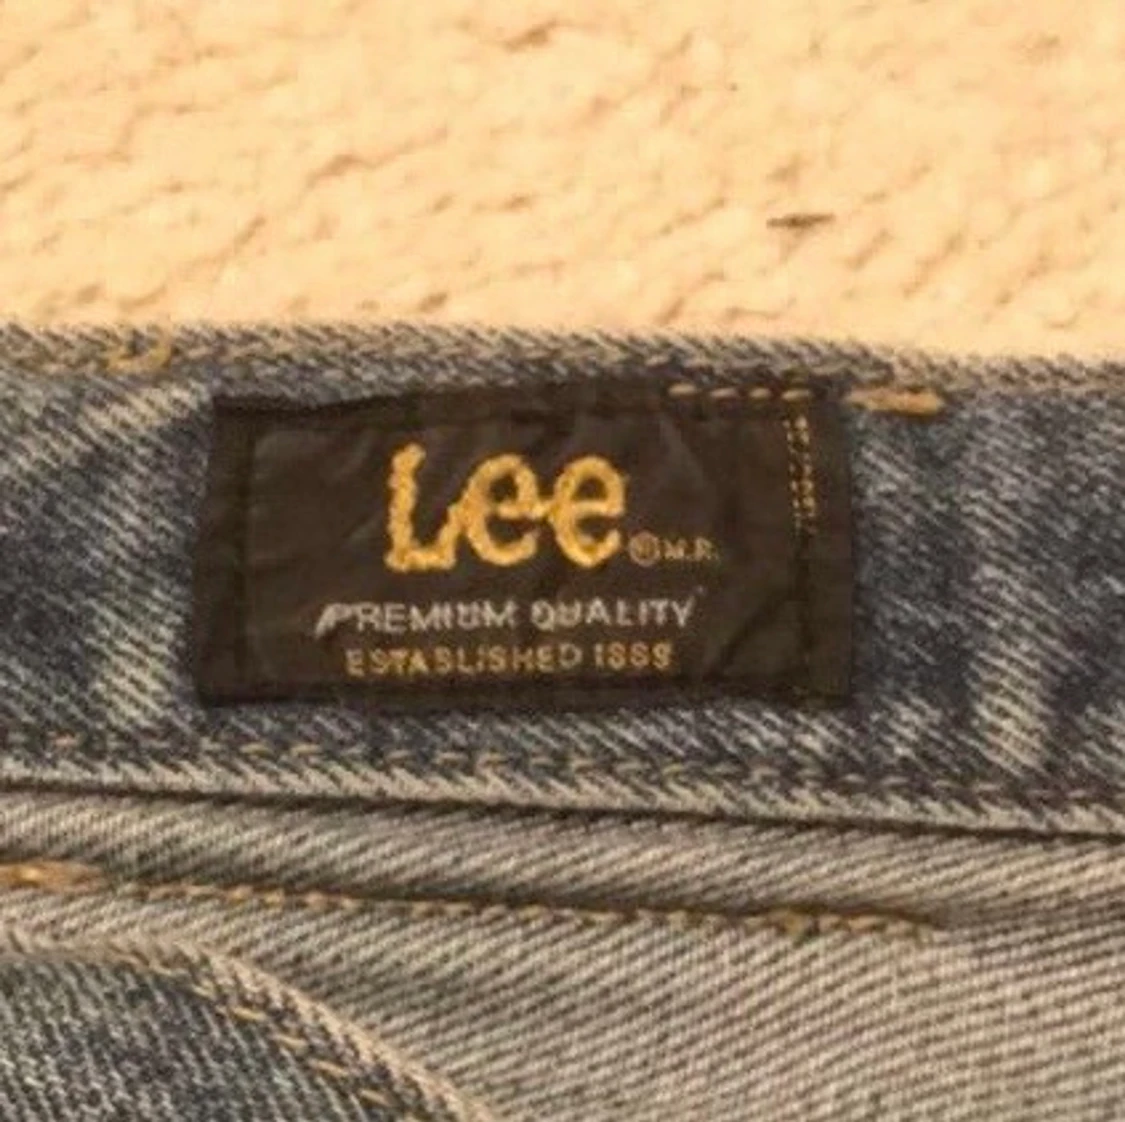 Lee ® M.R.
PREMIUM QUALITY
ESTABLISHED 1889